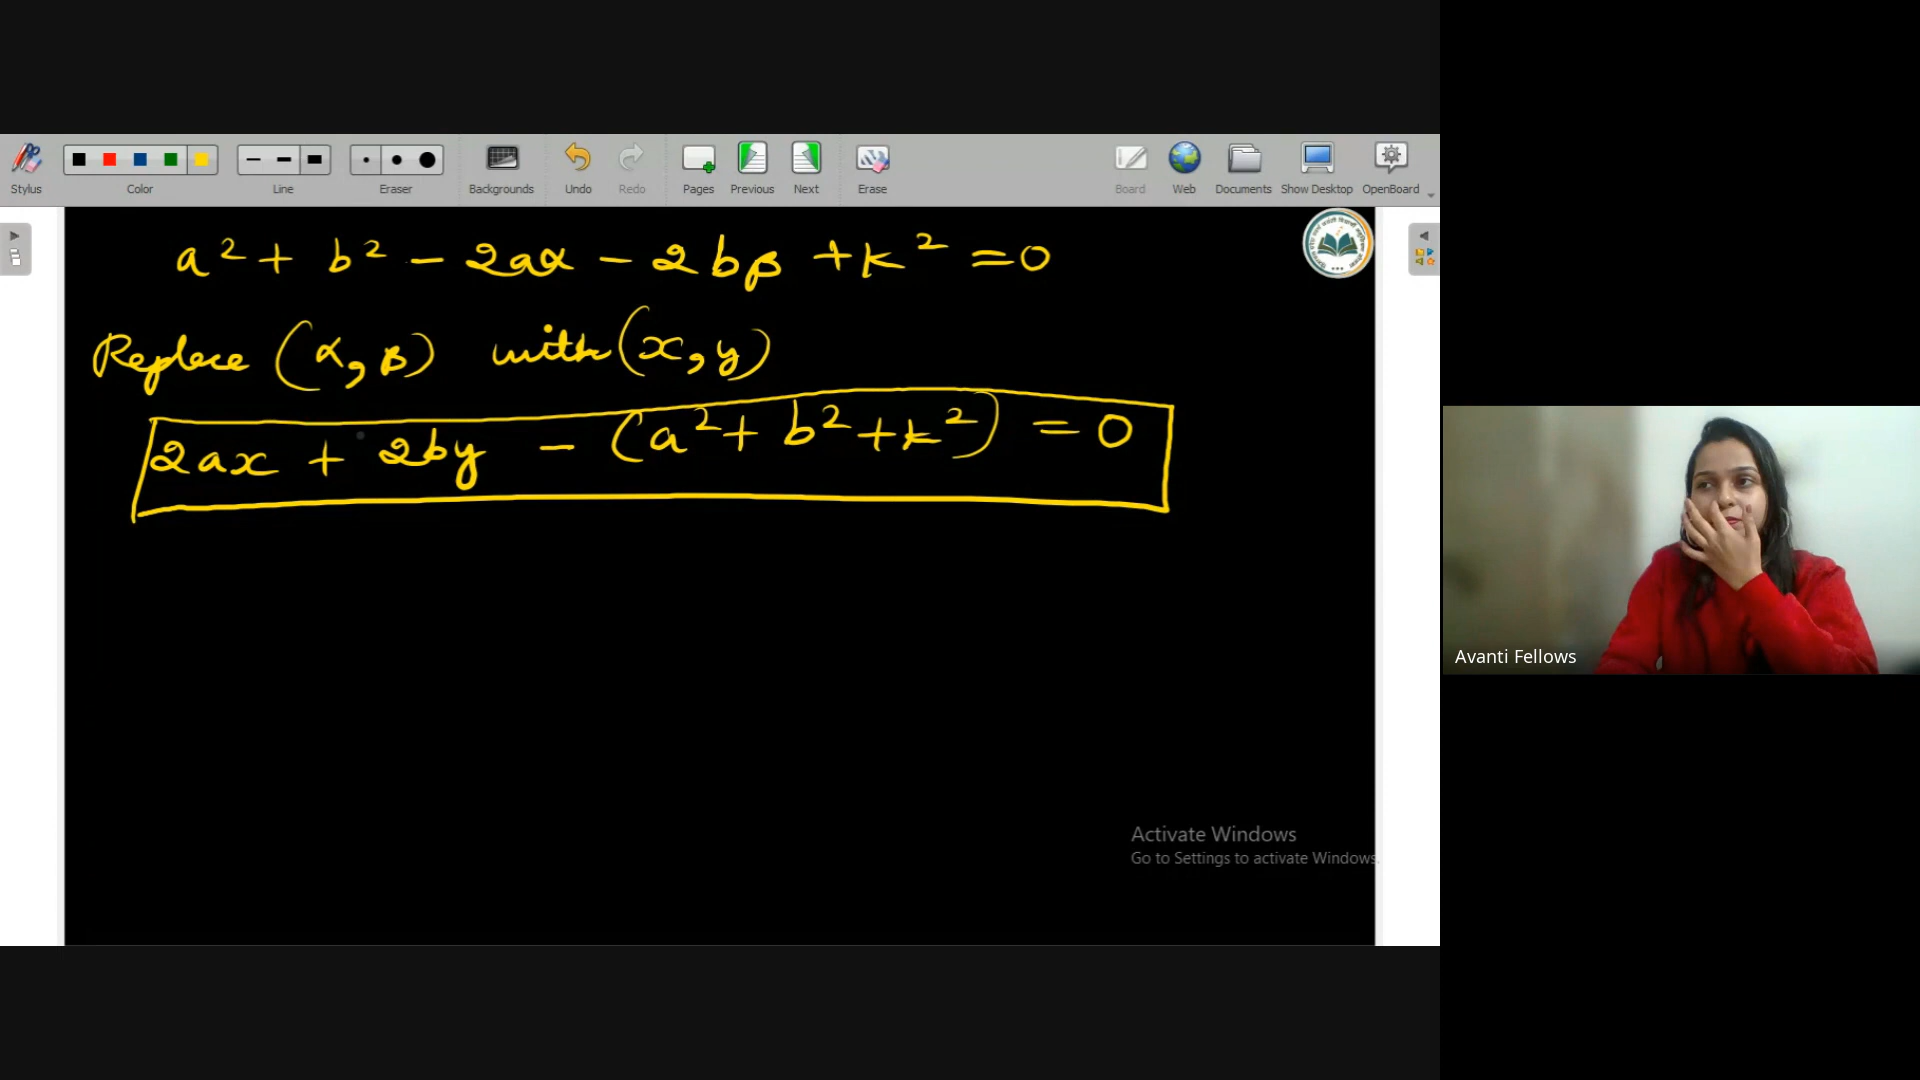 Stylus Color Line Eraser Backgrounds Undo Redo Pages Previous Next Erase Board Web Documents Show Desktop OpenBoard
a² + b² - 2aα - 2bβ + k² = 0
Replace (α, β) with (x, y)
2ax + 2by - (a² + b² + k²) = 0
Avanti Fellows
Activate Windows
Go to Settings to activate Windows.